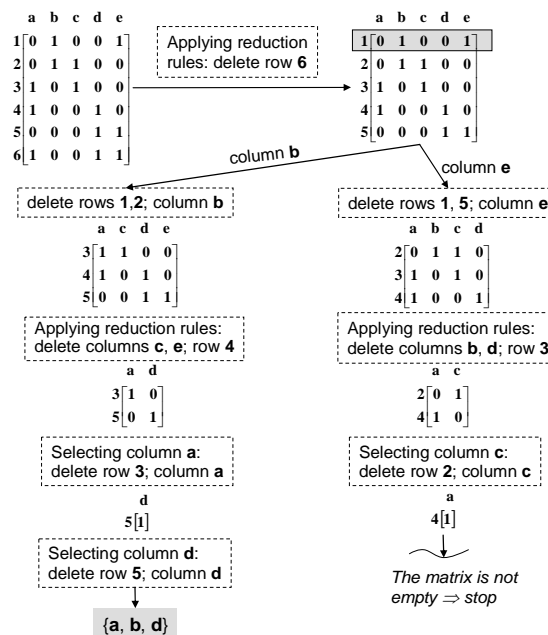 a b c d e
1 0 1 0 0 1
2 0 1 1 0 0
3 1 0 1 0 0
4 1 0 0 1 0
5 0 0 0 1 1
6 1 0 0 1 1
Applying reduction
rules: delete row 6
a b c d e
1 0 1 0 0 1
2 0 1 1 0 0
3 1 0 1 0 0
4 1 0 0 1 0
5 0 0 0 1 1
column b
column e
delete rows 1,2; column b
a c d e
3 1 1 0 0
4 1 0 1 0
5 0 0 1 1
Applying reduction rules:
delete columns c, e; row 4
a d
3 1 0
5 0 1
Selecting column a:
delete row 3; column a
d
5[1]
Selecting column d:
delete row 5; column d
{a, b, d}
delete rows 1, 5; column e
a b c d
2 0 1 1 0
3 1 0 1 0
4 1 0 0 1
Applying reduction rules:
delete columns b, d; row 3
a c
2 0 1
4 1 0
Selecting column c:
delete row 2; column c
a
4[1]
The matrix is not
empty ⇒ stop